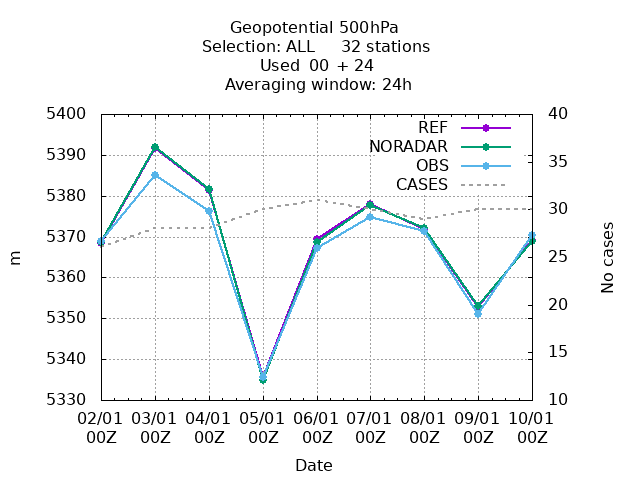 Geopotential 500hPa
Selection: ALL 32 stations
Used 00 + 24
Averaging window: 24h
5400
5390
5380
5370
5360
5350
5340
5330
m
REF
NORADAR
OBS
CASES
40
35
30
25
20
15
10
No cases
02/01 03/01 04/01 05/01 06/01 07/01 08/01 09/01 10/01
00Z 00Z 00Z 00Z 00Z 00Z 00Z 00Z 00Z
Date